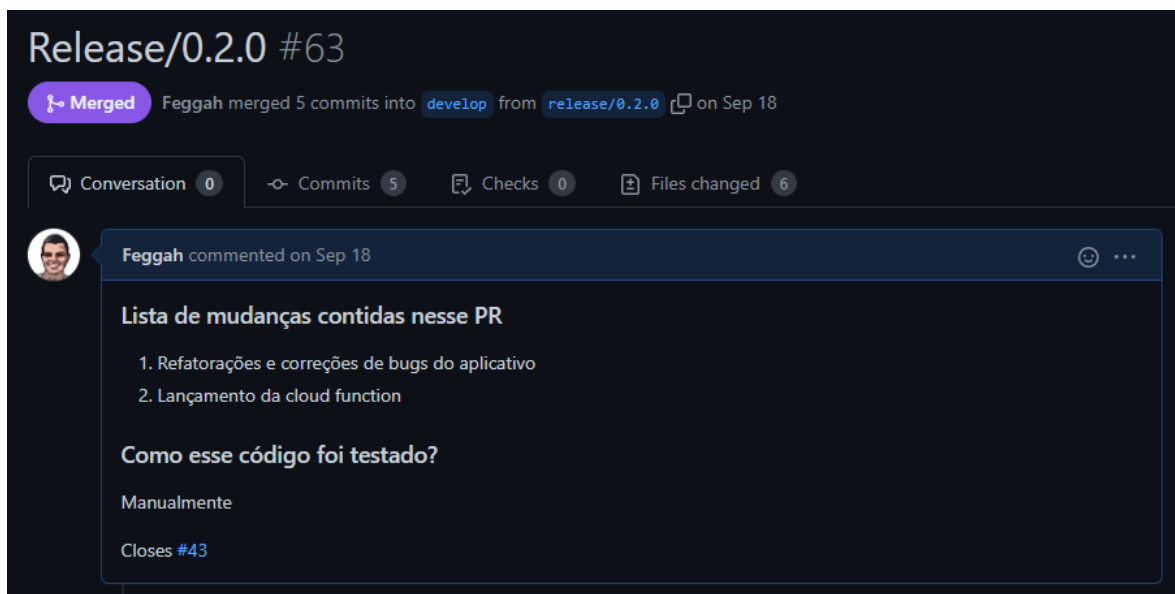 Release/0.2.0 #63
Merged Feggah merged 5 commits into develop from release/0.2.0 on Sep 18
Conversation 0 Commits 5 Checks 0 Files changed 6
Feggah commented on Sep 18
Lista de mudanças contidas nesse PR
1. Refatorações e correções de bugs do aplicativo
2. Lançamento da cloud function
Como esse código foi testado?
Manualmente
Closes #43